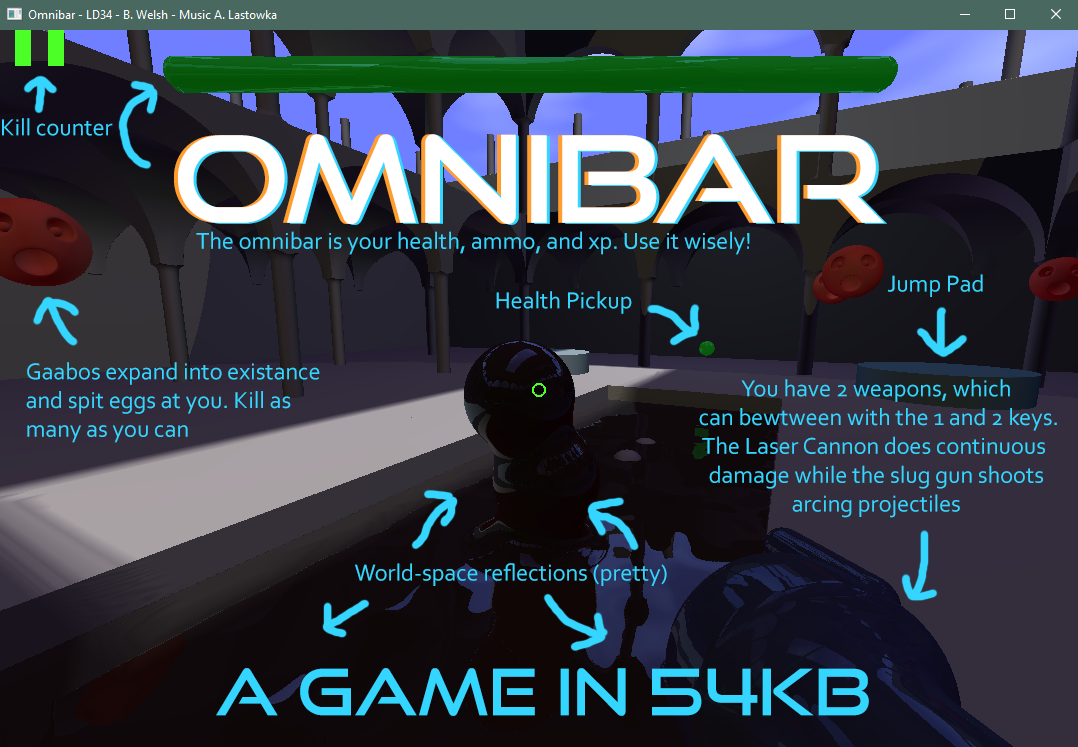 Omnibar - LD34 - B. Welsh - Music A. Lastowka
Kill counter
OMNIBAR
The omnibar is your health, ammo, and xp. Use it wisely!
Health Pickup
Jump Pad
Gaabos expand into existance
and spit eggs at you. Kill as
many as you can
You have 2 weapons, which
can bewtween with the 1 and 2 keys.
The Laser Cannon does continuous
damage while the slug gun shoots
arcing projectiles
World-space reflections (pretty)
A GAME IN 54KB